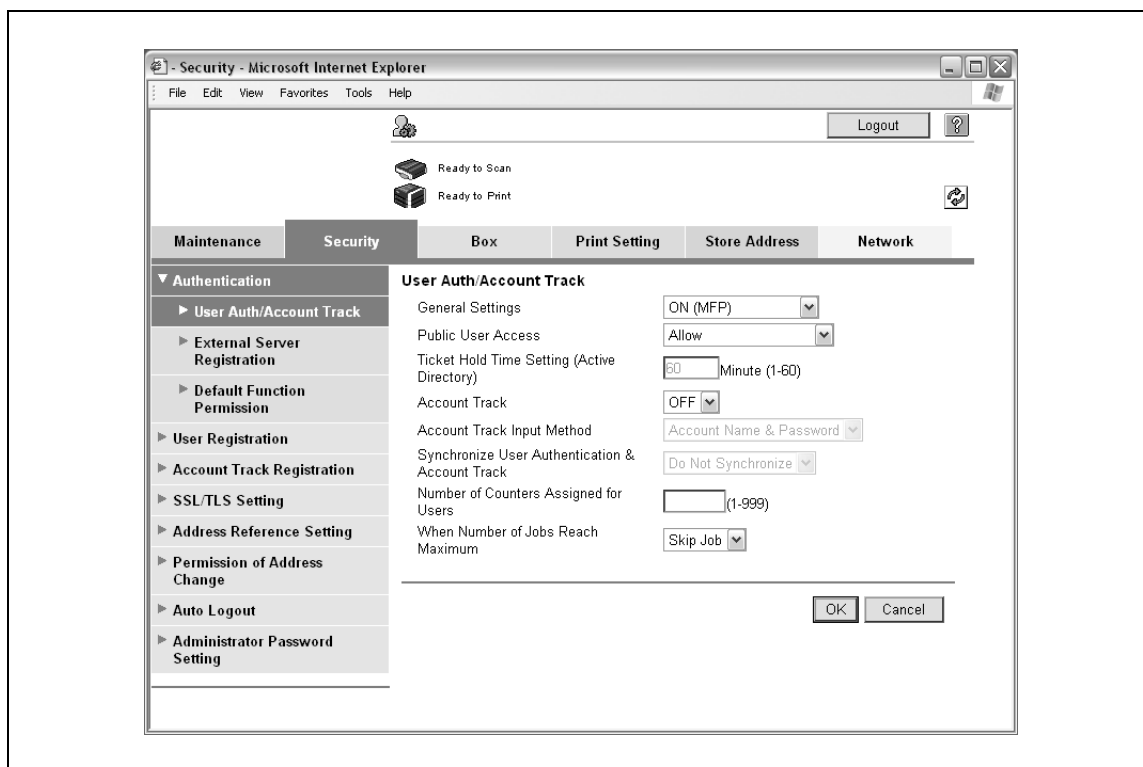 - Security - Microsoft Internet Explorer
File Edit View Favorites Tools Help
Logout ?
Ready to Scan
Ready to Print
Maintenance Security Box Print Setting Store Address Network
Authentication
User Auth/Account Track
External Server
Registration
Default Function
Permission
User Registration
Account Track Registration
SSL/TLS Setting
Address Reference Setting
Permission of Address
Change
Auto Logout
Administrator Password
Setting
User Auth/Account Track
General Settings ON (MFP)
Public User Access Allow
Ticket Hold Time Setting (Active
Directory) 60 Minute (1-60)
Account Track OFF
Account Track Input Method Account Name & Password
Synchronize User Authentication &
Account Track Do Not Synchronize
Number of Counters Assigned for
Users (1-999)
When Number of Jobs Reach
Maximum Skip Job
OK Cancel